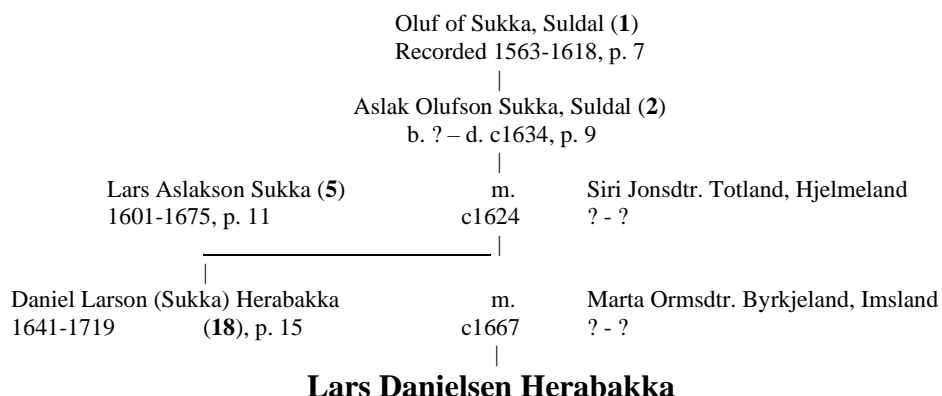 Oluf of Sukka, Suldal (1)
Recorded 1563-1618, p. 7
|
Aslak Olufson Sukka, Suldal (2)
b. ? – d. c1634, p. 9
|
Lars Aslakson Sukka (5) m. Siri Jonsdtr. Totland, Hjelmeland
1601-1675, p. 11 c1624 ? - ?
|
|
Daniel Larson (Sukka) Herabakka m. Marta Ormsdtr. Byrkjeland, Imsland
1641-1719 (18), p. 15 c1667 ? - ?
|
Lars Danielsen Herabakka